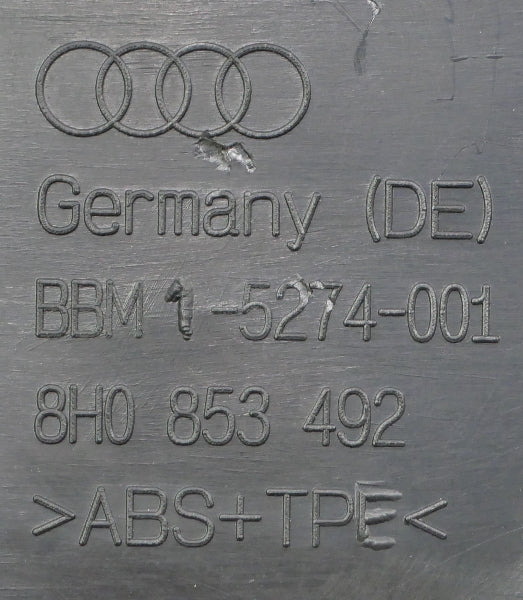 Germany (DE)
BBM 1-5274-001
8H0 853 492
>ABS+TPE<